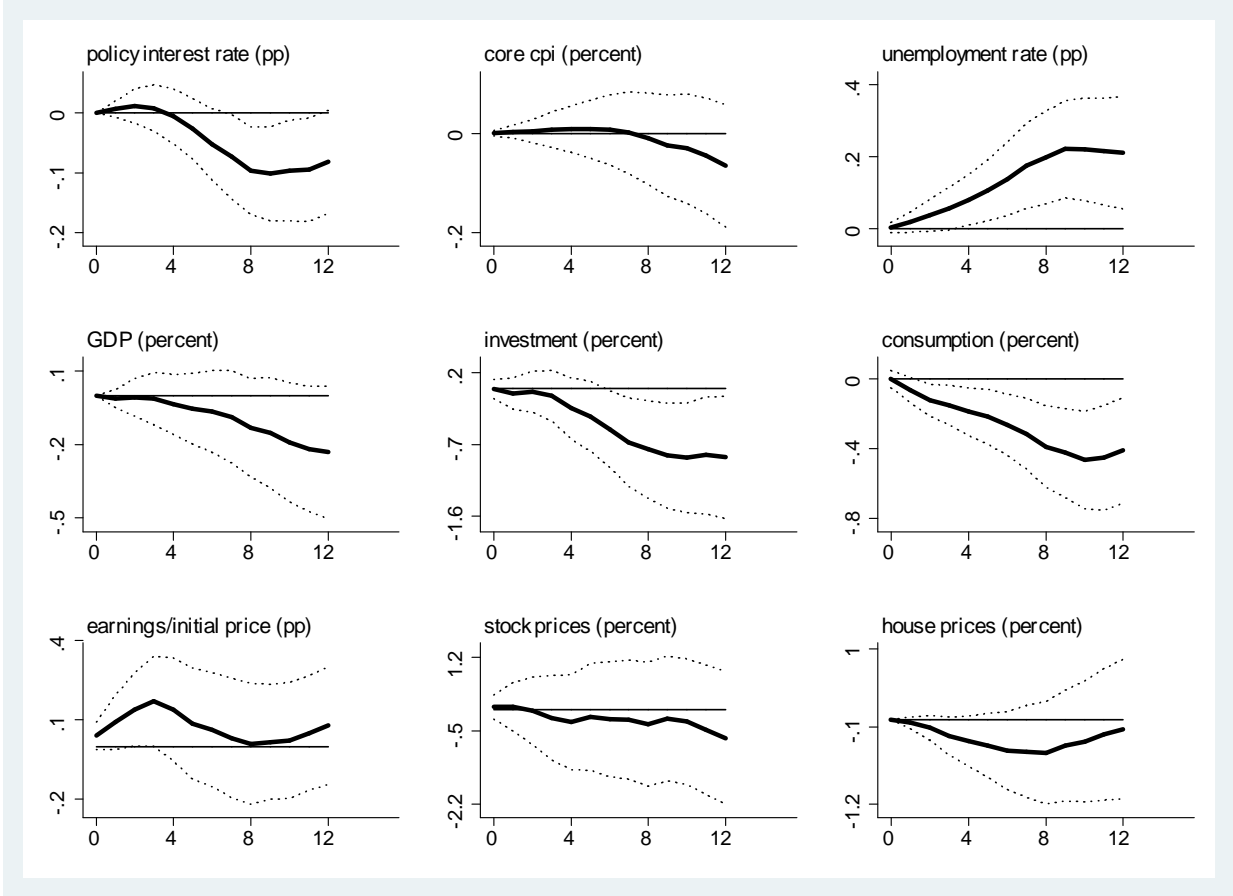 policy interest rate (pp)
0
-.1
-.2
0 4 8 12
core cpi (percent)
0
-.2
0 4 8 12
unemployment rate (pp)
.4
.2
0
0 4 8 12
GDP (percent)
.1
-.2
-.5
0 4 8 12
investment (percent)
.2
-.7
-1.6
0 4 8 12
consumption (percent)
0
-.4
-.8
0 4 8 12
earnings/initial price (pp)
.4
.1
-.2
0 4 8 12
stock prices (percent)
1.2
-.5
-2.2
0 4 8 12
house prices (percent)
1
-.1
-1.2
0 4 8 12